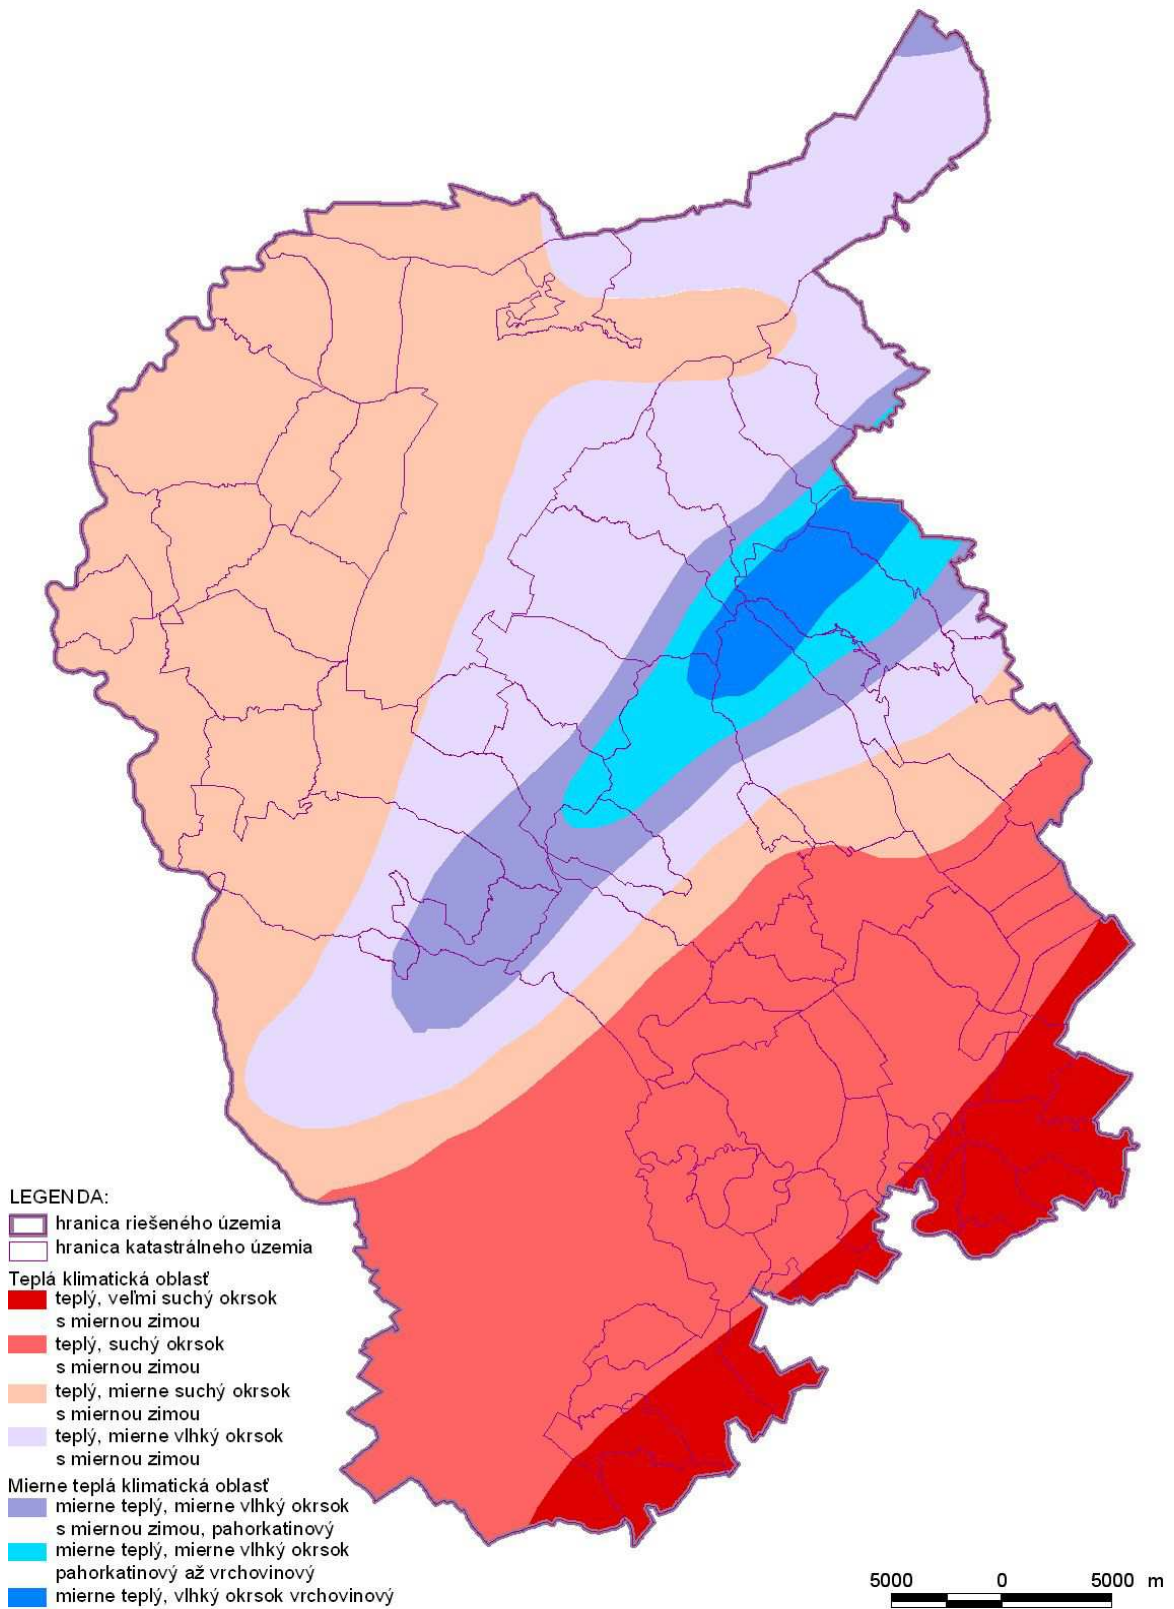 LEGENDA:
hranica riešeného územia
hranica katastrálneho územia
Teplá klimatická oblasť
teplý, veľmi suchý okrsok
s miernou zimou
teplý, suchý okrsok
s miernou zimou
teplý, mierne suchý okrsok
s miernou zimou
teplý, mierne vlhký okrsok
s miernou zimou
Mierne teplá klimatická oblasť
mierne teplý, mierne vlhký okrsok
s miernou zimou, pahorkatinový
mierne teplý, mierne vlhký okrsok
pahorkatinový až vrchovinový
mierne teplý, vlhký okrsok vrchovinový
5000 0 5000 m